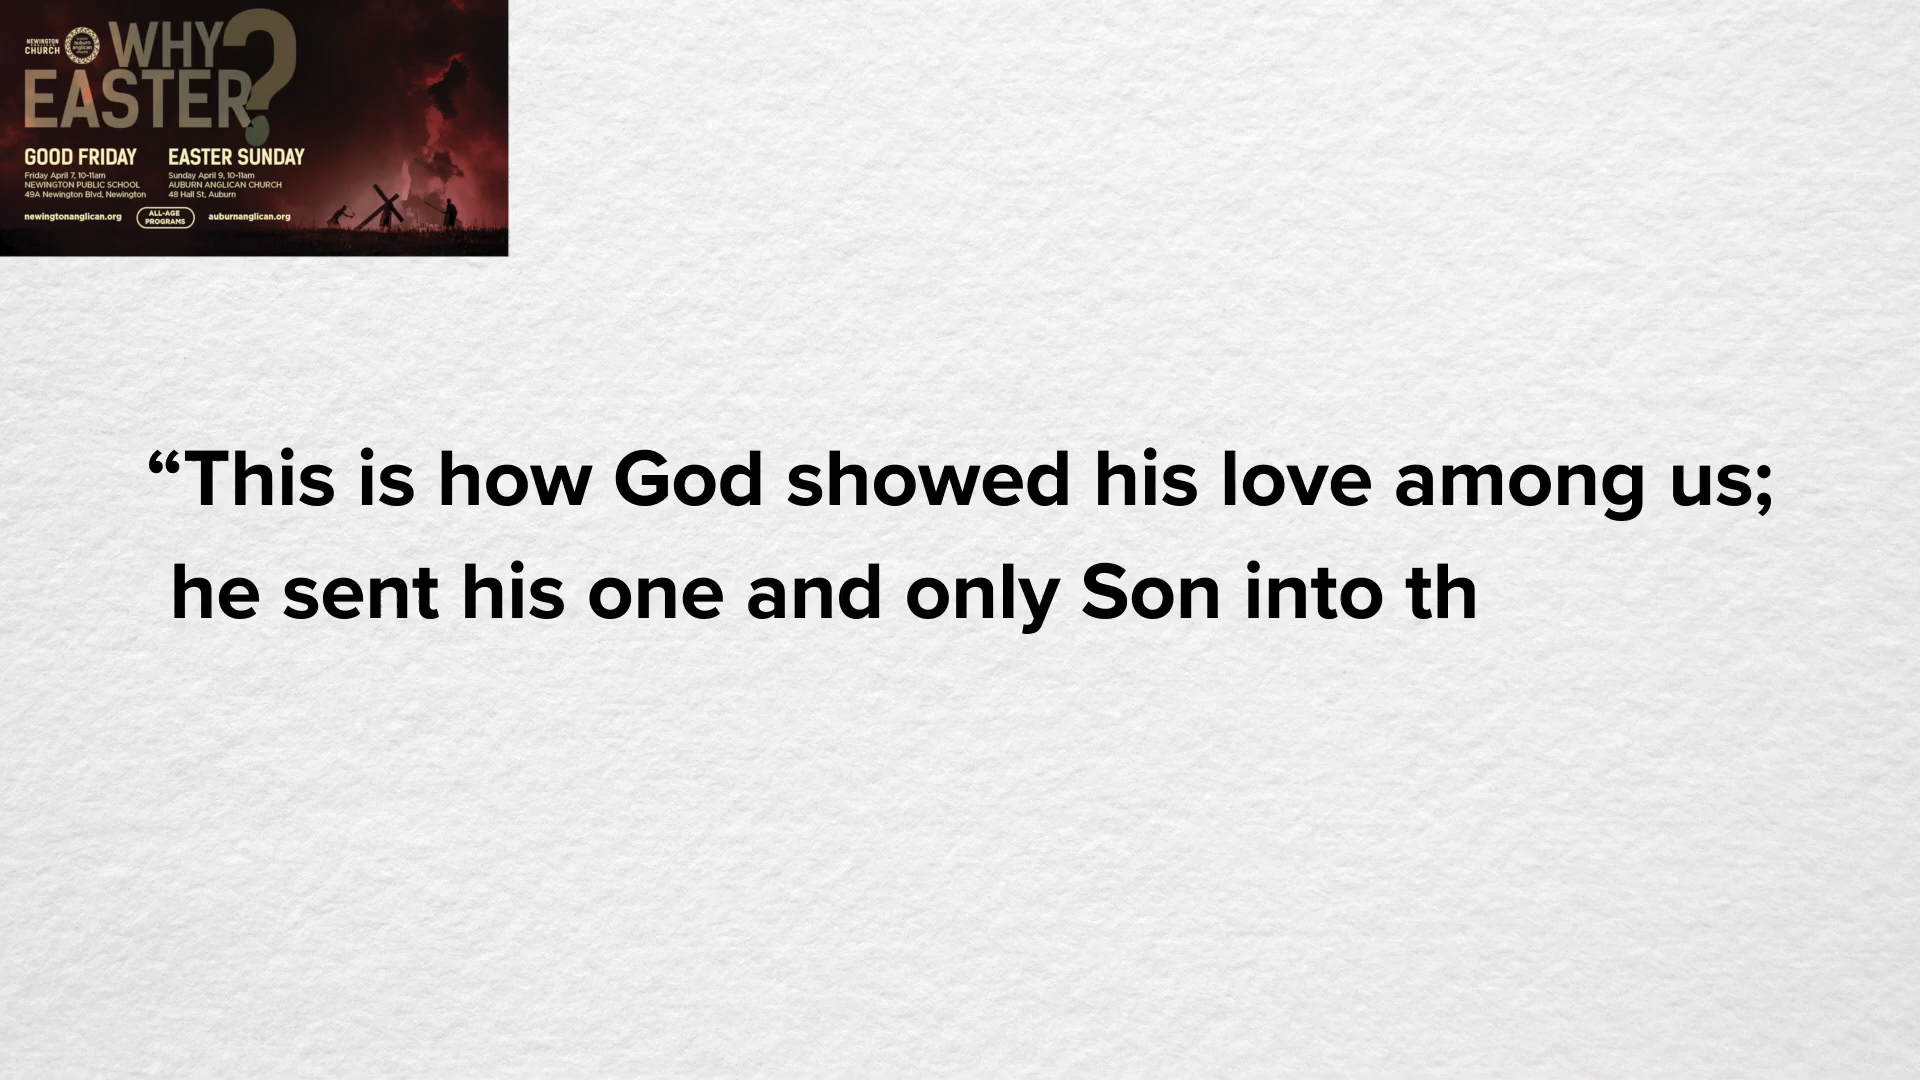 NEWINGTON
CHURCH
auburn
anglican
church
WHY
EASTER?
GOOD FRIDAY
Friday April 7, 10-11am
NEWINGTON PUBLIC SCHOOL
49A Newington Blvd, Newington
EASTER SUNDAY
Sunday April 9, 10-11am
AUBURN ANGLICAN CHURCH
48 Hall St, Auburn
newingtonanglican.org
ALL-AGE
PROGRAMS
auburnanglican.org
“This is how God showed his love among us;
he sent his one and only Son into th